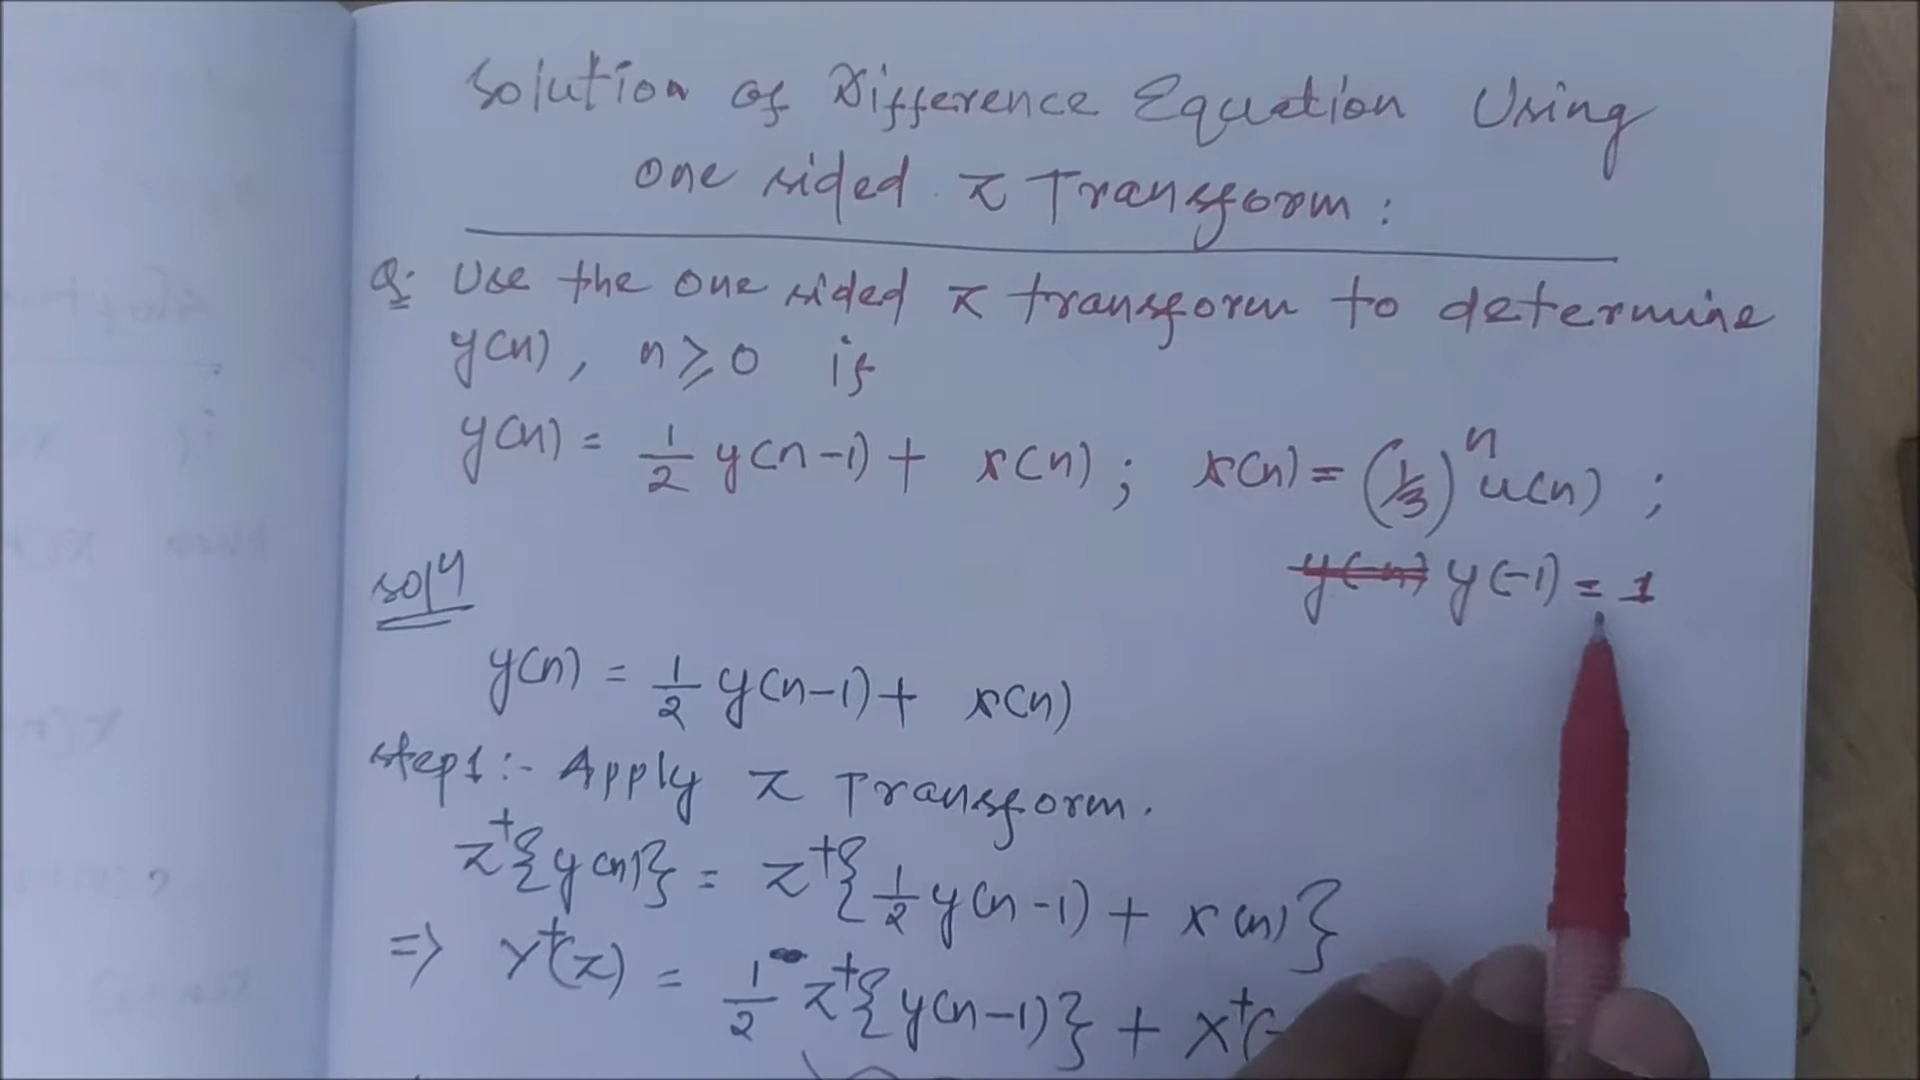 Solution of Difference Equation Using
one sided z Transform :
Q: Use the one sided z transform to determine
y(n), n ≥ 0 if
y(n) = 1/2 y(n-1) + x(n) ; x(n) = (1/3)^n u(n) ;
y(-1) = 1
soln
y(n) = 1/2 y(n-1) + x(n)
step1 :- Apply z Transform.
z^+{y(n)} = z^+{1/2 y(n-1) + x(n)}
=> Y^+(z) = 1/2 z^+{y(n-1)} + X^+(